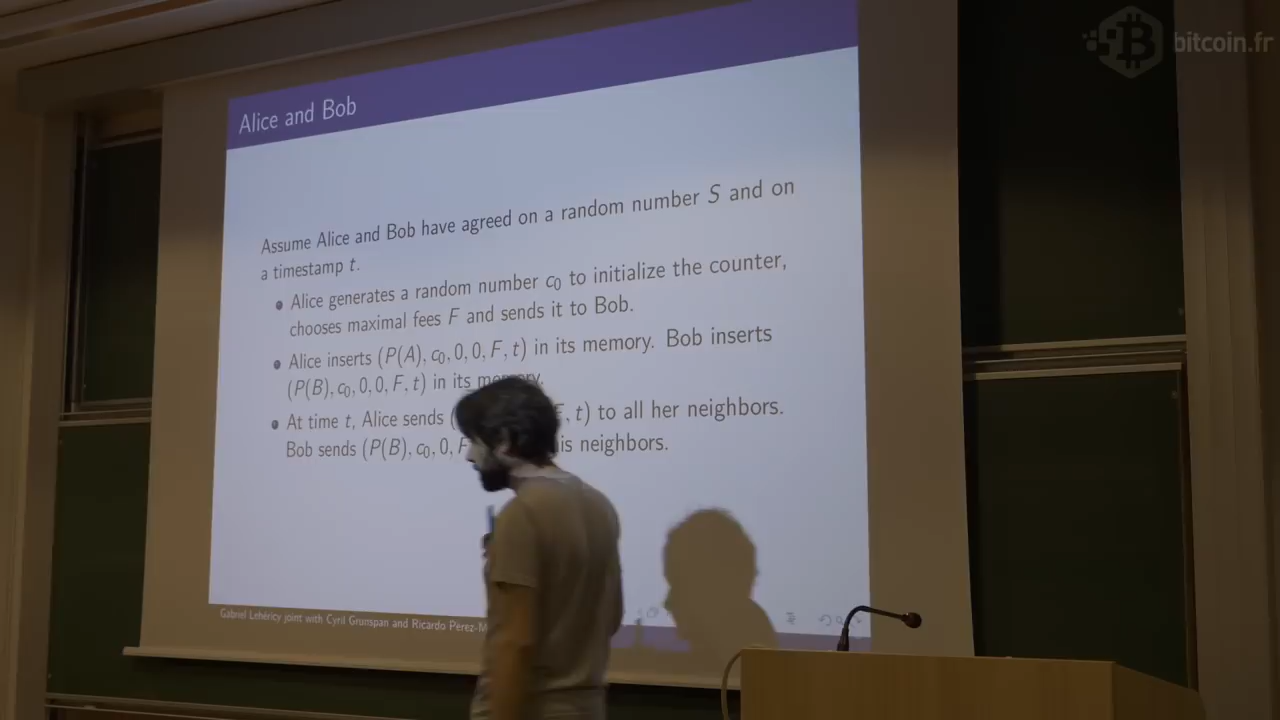 bitcoin.fr
Alice and Bob
Assume Alice and Bob have agreed on a random number S and on
a timestamp t.
• Alice generates a random number c₀ to initialize the counter,
chooses maximal fees F and sends it to Bob.
• Alice inserts (P(A), c₀, 0, 0, F, t) in its memory. Bob inserts
(P(B), c₀, 0, 0, F, t) in its memory.
• At time t, Alice sends ( , t) to all her neighbors.
Bob sends (P(B), c₀, 0, F neighbors.
Gabriel Lehéricy joint with Cyril Grunspan and Ricardo Perez-M